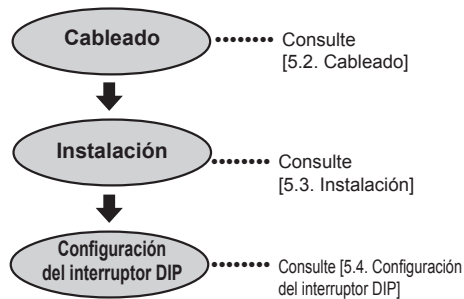 Cableado
Consulte
[5.2. Cableado]
Instalación
Consulte
[5.3. Instalación]
Configuración
del interruptor DIP
Consulte [5.4. Configuración
del interruptor DIP]